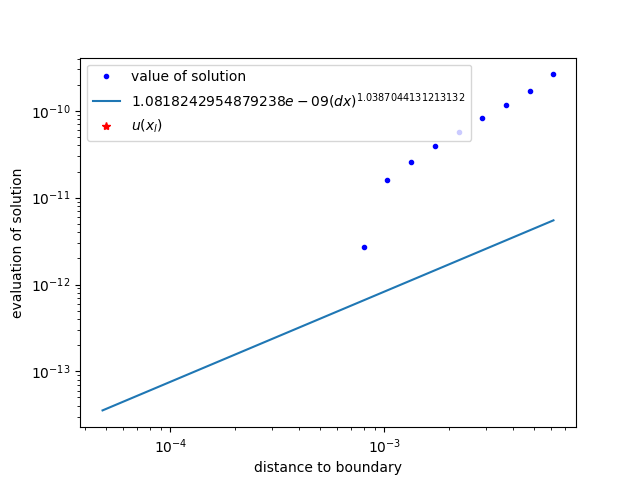 value of solution
1.0818242954879238e − 09(dx)^1.0387044131213132
u(x_l)
10^−10
10^−11
10^−12
10^−13
evaluation of solution
10^−4
10^−3
distance to boundary